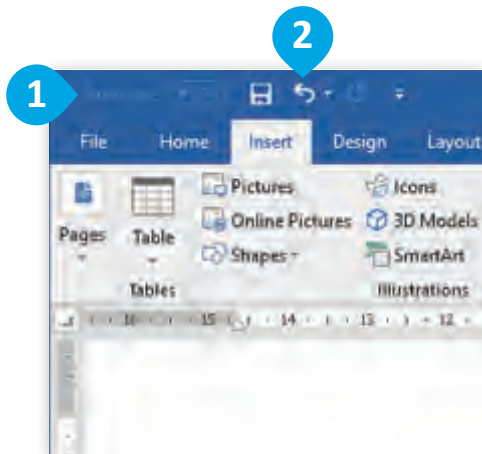 2
1
File Home Insert Design Layout
Pictures Icons
Online Pictures 3D Models
Pages Table
Shapes SmartArt
Tables Illustrations
16 15 14 13 12